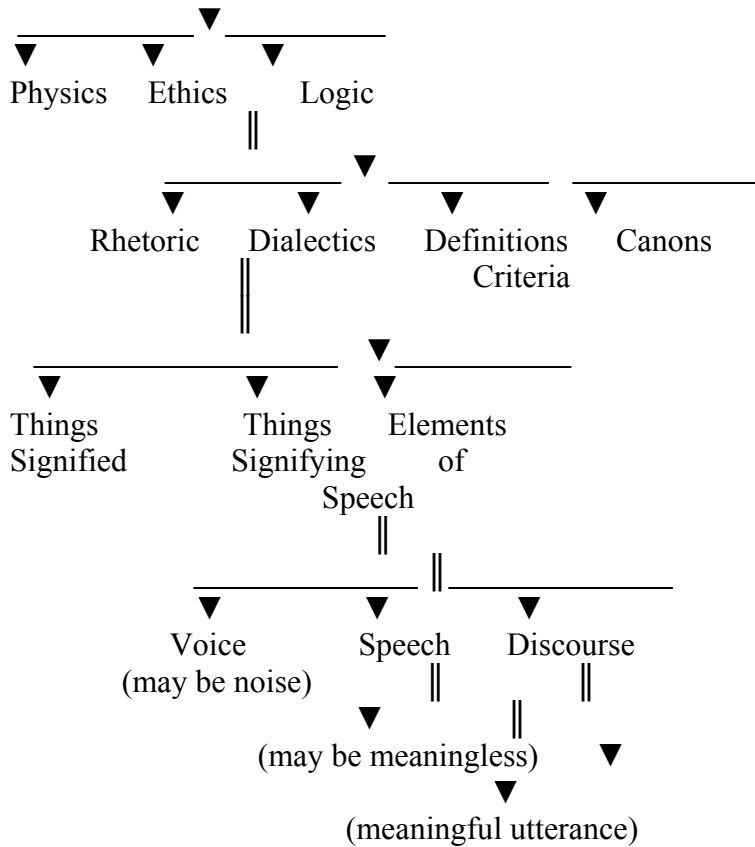 Physics Ethics Logic
Rhetoric Dialectics Definitions Canons
Criteria
Things Things Elements
Signified Signifying of
Speech
Voice Speech Discourse
(may be noise)
(may be meaningless)
(meaningful utterance)